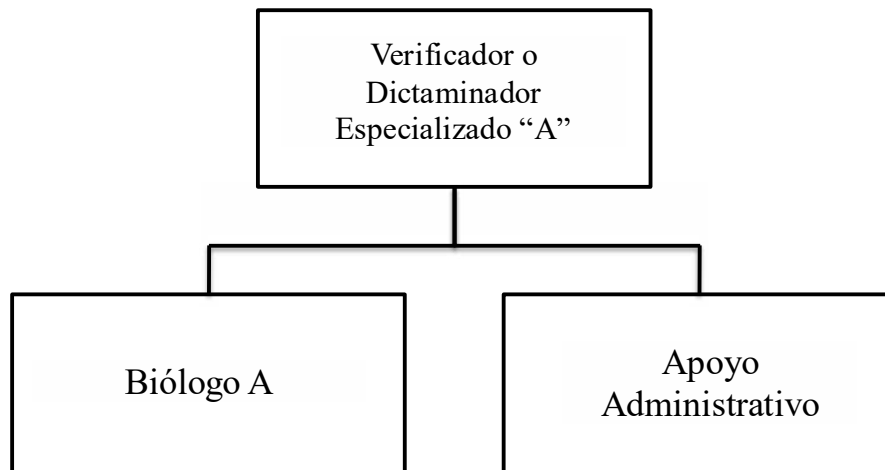 Verificador o
Dictaminador
Especializado “A”
Biólogo A
Apoyo
Administrativo